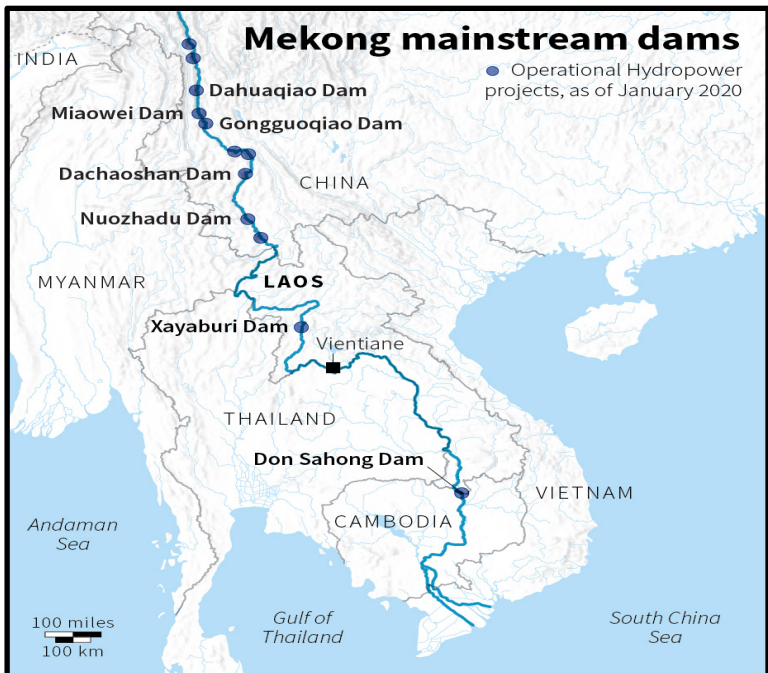 Mekong mainstream dams
INDIA
Operational Hydropower
projects, as of January 2020
Dahuaqiao Dam
Miaowei Dam
Gongguoqiao Dam
Dachaoshan Dam
CHINA
Nuozhadu Dam
MYANMAR
LAOS
Xayaburi Dam
Vientiane
THAILAND
Don Sahong Dam
VIETNAM
CAMBODIA
Andaman
Sea
Gulf of
Thailand
South China
Sea
100 miles
100 km